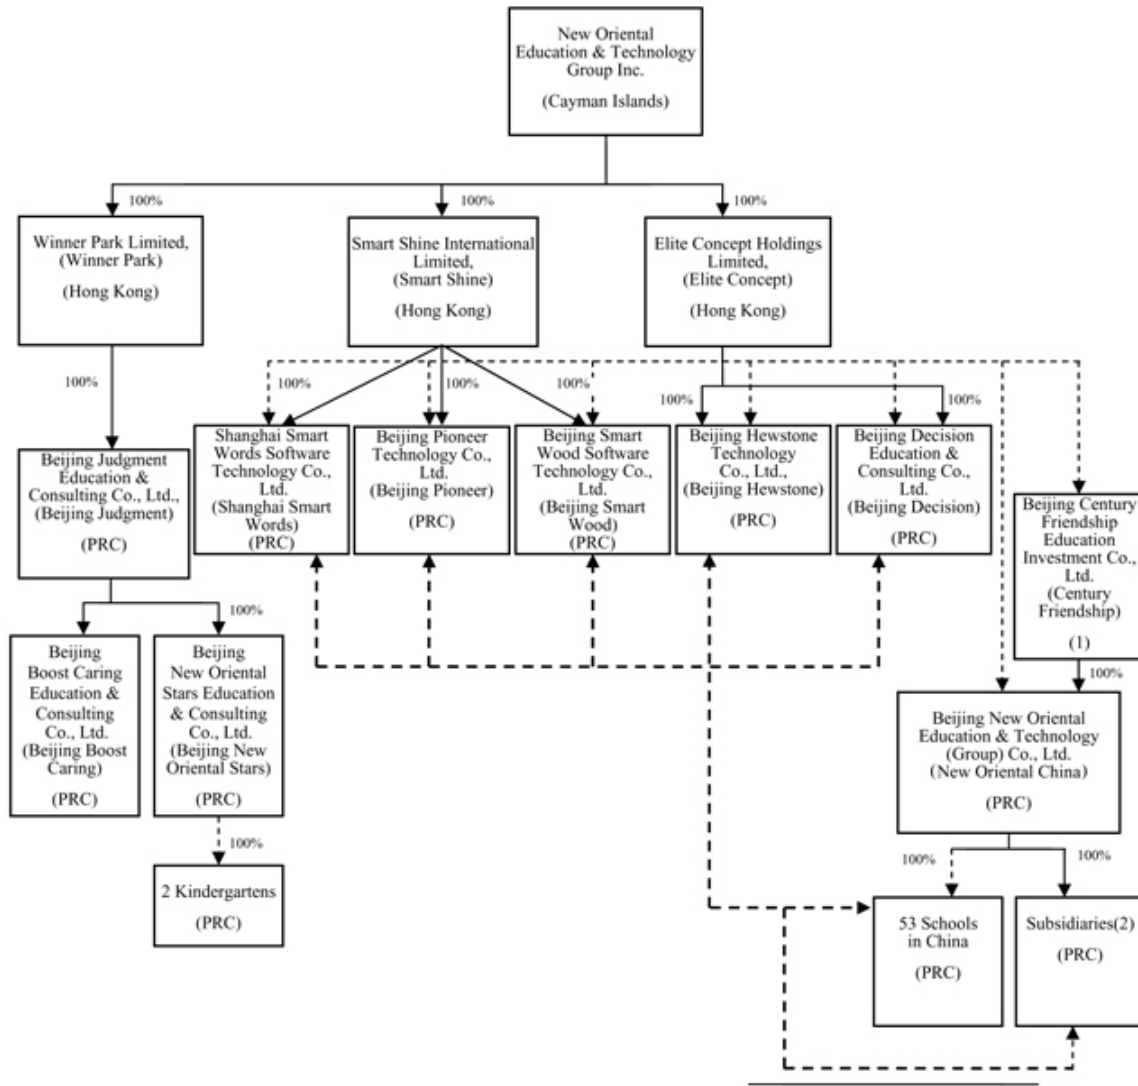 New Oriental
Education & Technology
Group Inc.
(Cayman Islands)
100%
100%
100%
Winner Park Limited,
(Winner Park)
(Hong Kong)
Smart Shine International
Limited,
(Smart Shine)
(Hong Kong)
Elite Concept Holdings
Limited,
(Elite Concept)
(Hong Kong)
100%
100%
100%
100%
100%
100%
Shanghai Smart
Words Software
Technology Co.,
Ltd.
(Shanghai Smart
Words)
(PRC)
Beijing Pioneer
Technology Co.,
Ltd.
(Beijing Pioneer)
(PRC)
Beijing Smart
Wood Software
Technology Co.,
Ltd.
(Beijing Smart
Wood)
(PRC)
Beijing Hewstone
Technology
Co., Ltd.,
(Beijing Hewstone)
(PRC)
Beijing Decision
Education &
Consulting Co.,
Ltd.
(Beijing Decision)
(PRC)
Beijing Judgment
Education &
Consulting Co., Ltd.,
(Beijing Judgment)
(PRC)
Beijing Century
Friendship
Education
Investment Co.,
Ltd.
(Century
Friendship)
(1)
100%
100%
Beijing
Boost Caring
Education &
Consulting
Co., Ltd.
(Beijing Boost
Caring)
(PRC)
Beijing
New Oriental
Stars Education
& Consulting
Co., Ltd.
(Beijing New
Oriental Stars)
(PRC)
Beijing New Oriental
Education & Technology
(Group) Co., Ltd.
(New Oriental China)
(PRC)
100%
100%
100%
2 Kindergartens
(PRC)
53 Schools
in China
(PRC)
Subsidiaries(2)
(PRC)